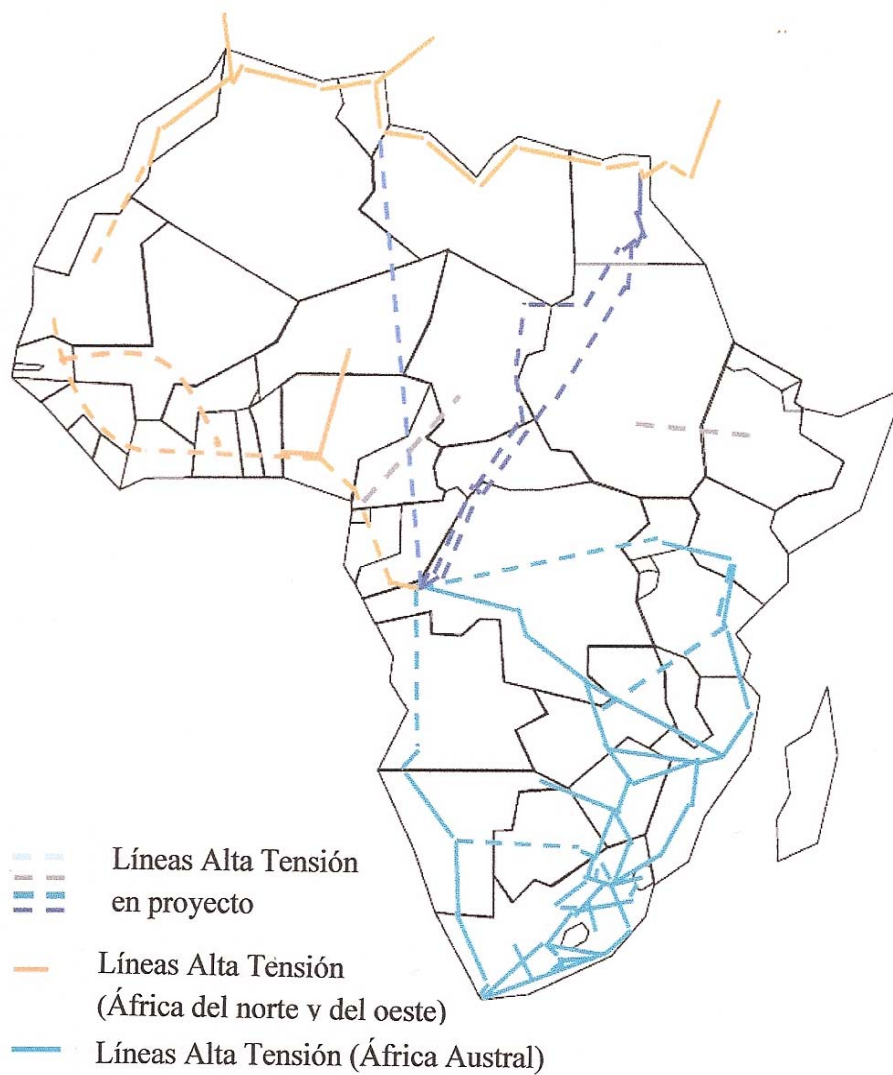 Líneas Alta Tensión
en proyecto
Líneas Alta Tensión
(África del norte y del oeste)
Líneas Alta Tensión (África Austral)